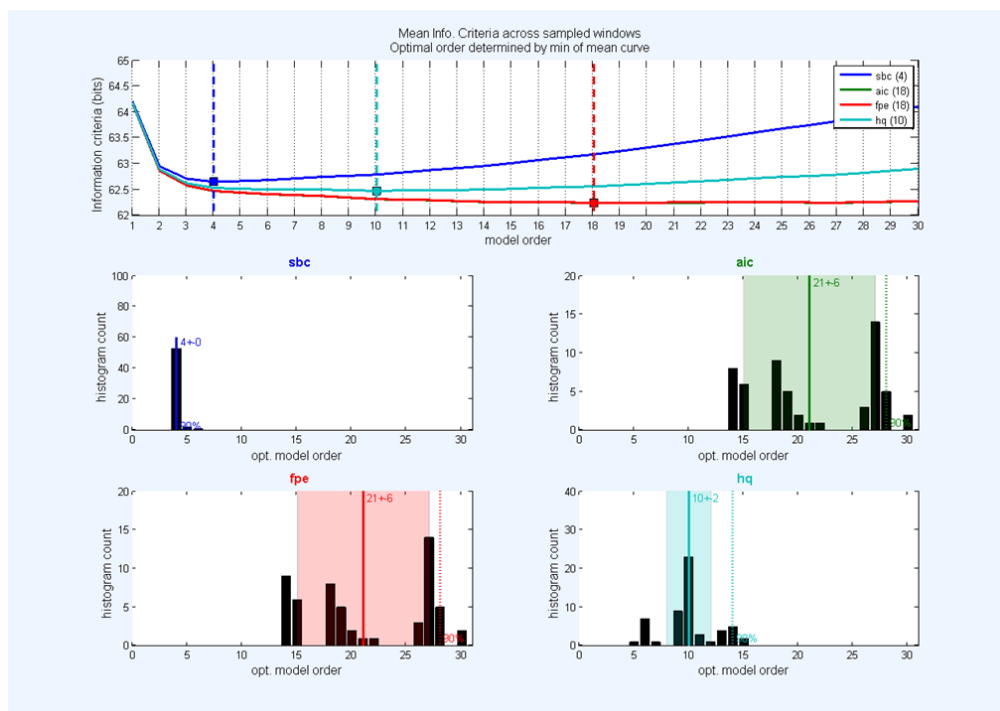 Mean Info. Criteria across sampled windows
Optimal order determined by min of mean curve
Information criteria (bits)
65
64.5
64
63.5
63
62.5
62
sbc (4)
aic (18)
fpe (18)
hq (10)
1 2 3 4 5 6 7 8 9 10 11 12 13 14 15 16 17 18 19 20 21 22 23 24 25 26 27 28 29 30
model order
sbc
histogram count
100
80
60
40
20
0
4+-0
90%
0 5 10 15 20 25 30
opt. model order
aic
histogram count
20
15
10
5
0
21+-6
90%
0 5 10 15 20 25 30
opt. model order
fpe
histogram count
20
15
10
5
0
21+-6
90%
0 5 10 15 20 25 30
opt. model order
hq
histogram count
40
30
20
10
0
10+-2
90%
0 5 10 15 20 25 30
opt. model order